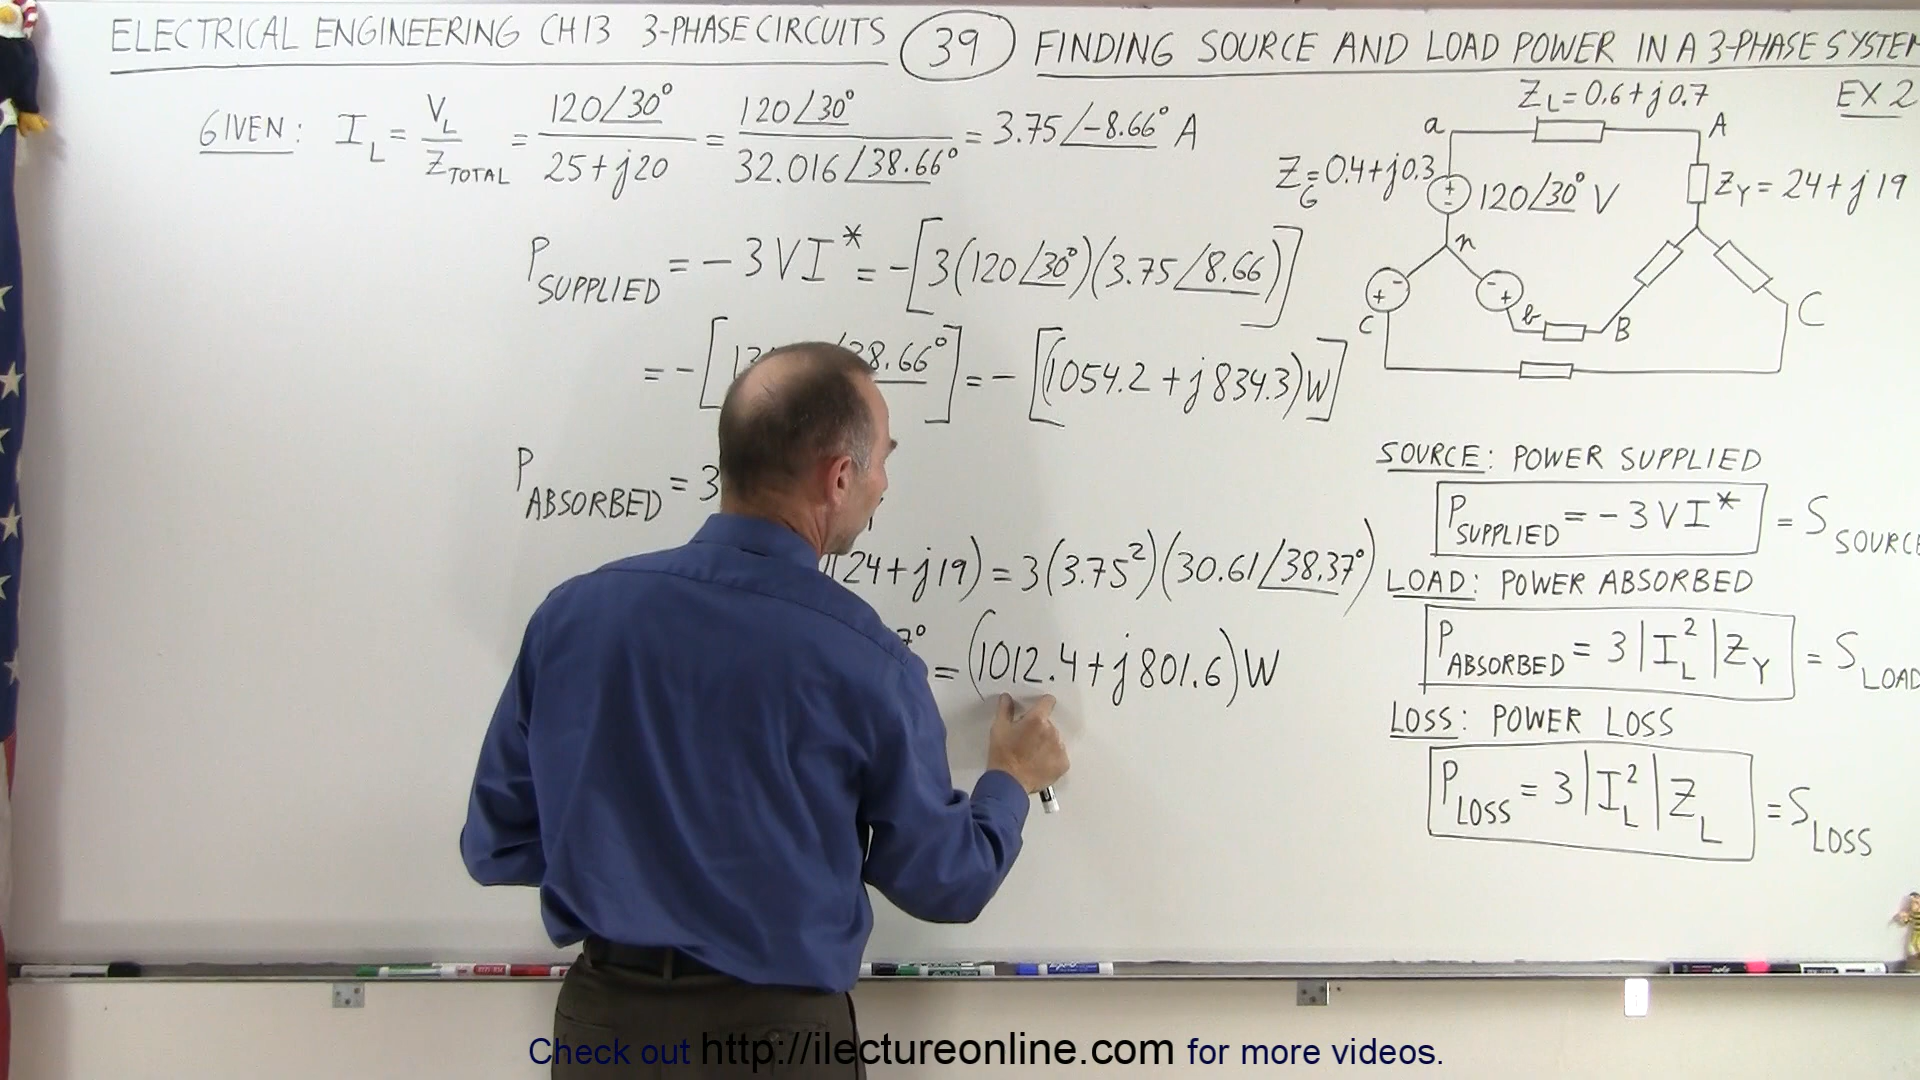 ELECTRICAL ENGINEERING CH 13 3-PHASE CIRCUITS 39 FINDING SOURCE AND LOAD POWER IN A 3-PHASE SYSTEM
EX 2
GIVEN: I_L = V_L / Z_TOTAL = 120∠30° / 25+j20 = 120∠30° / 32.016∠38.66° = 3.75∠-8.66° A
P_SUPPLIED = -3VI* = -[3(120∠30°)(3.75∠8.66)]
= -[ ∠38.66°] = -[(1054.2+j834.3)W]
P_ABSORBED = 3
(24+j19) = 3(3.75²)(30.61∠38.37°)
7° = (1012.4+j801.6)W
Z_L = 0.6+j0.7
a A
Z_G = 0.4+j0.3
+
-
120∠30° V
Z_Y = 24+j19
n
+ - - +
c b B C
SOURCE: POWER SUPPLIED
P_SUPPLIED = -3VI* = S_SOURCE
LOAD: POWER ABSORBED
P_ABSORBED = 3|I_L²|Z_Y = S_LOAD
LOSS: POWER LOSS
P_LOSS = 3|I_L²|Z_L = S_LOSS
Check out http://ilectureonline.com for more videos.